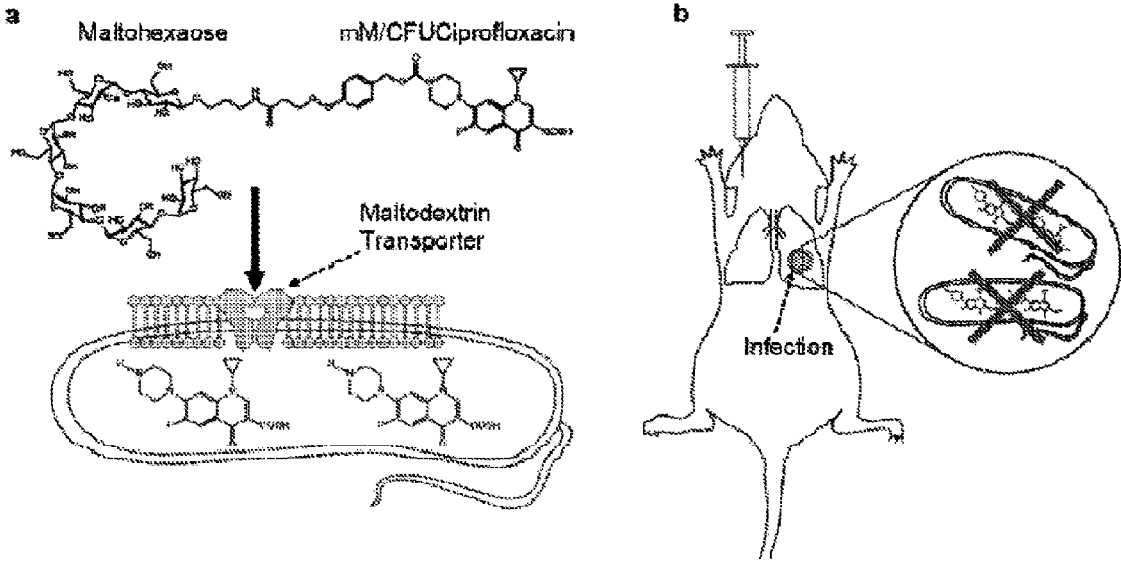 a
Maltohexaose
mM/CFUCiprofloxacin
Maltodextrin
Transporter
b
Infection